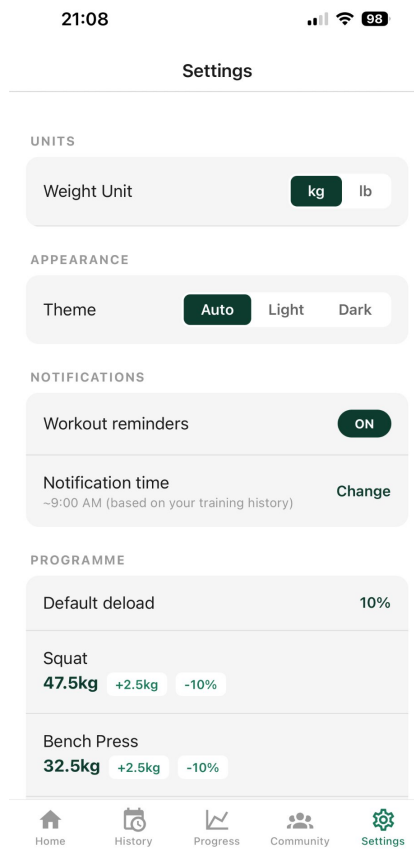 21:08
98
Settings
UNITS
Weight Unit
kg lb
APPEARANCE
Theme
Auto Light Dark
NOTIFICATIONS
Workout reminders
ON
Notification time
~9:00 AM (based on your training history)
Change
PROGRAMME
Default deload
10%
Squat
47.5kg +2.5kg -10%
Bench Press
32.5kg +2.5kg -10%
Home History Progress Community Settings